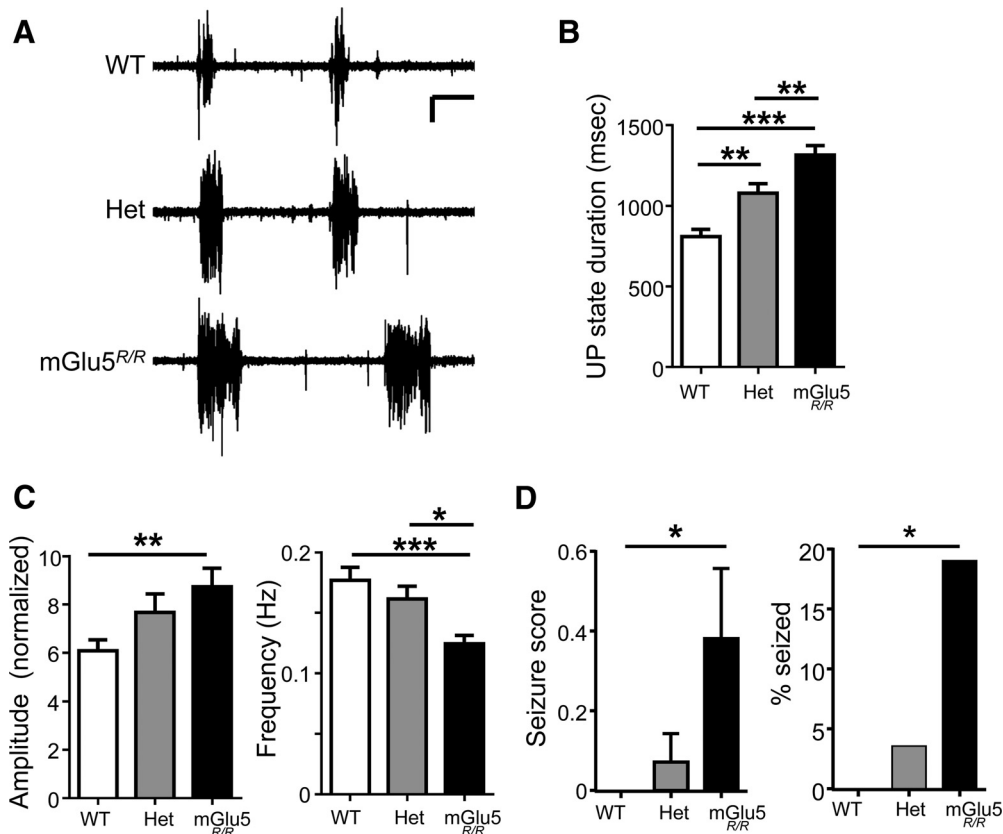 A
WT
Het
mGlu5R/R
B
UP state duration (msec)
1500
1000
500
0
**
***
**
WT Het mGlu5
R/R
C
Amplitude (normalized)
10
8
6
4
2
0
**
WT Het mGlu5
R/R
Frequency (Hz)
0.2
0.1
0
*
***
WT Het mGlu5
R/R
D
Seizure score
0.6
0.4
0.2
0.0
*
WT Het mGlu5
R/R
% seized
20
15
10
5
0
*
WT Het mGlu5
R/R